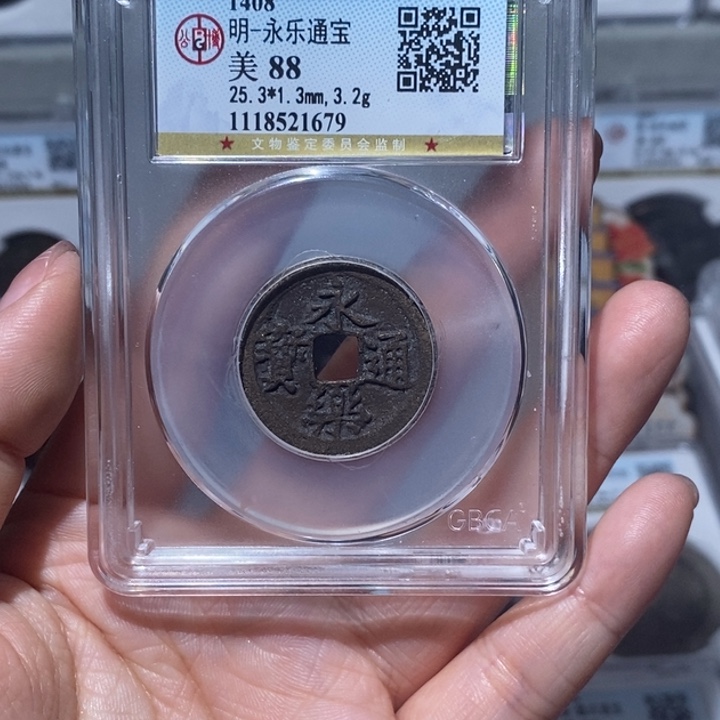 1408
明-永乐通宝
美 88
25.3*1.3mm,3.2g
1118521679
★ 文物鉴定委员会监制 ★
永
寶 通
樂
GBCA